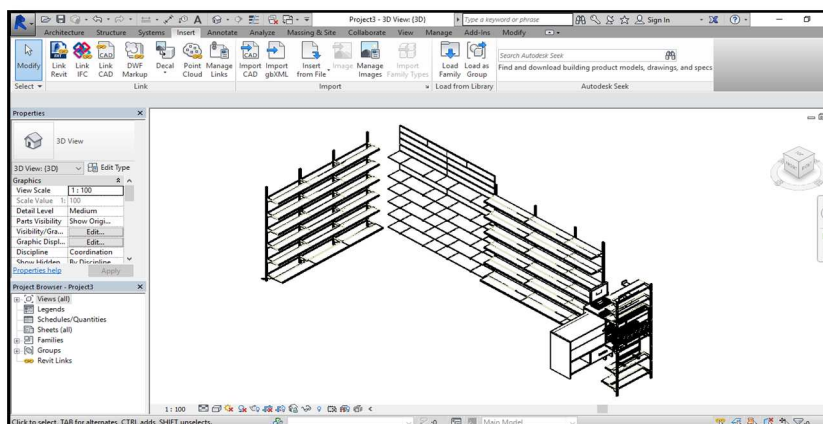 Project3 - 3D View: {3D}
Type a keyword or phrase
Sign In
Architecture Structure Systems Insert Annotate Analyze Massing & Site Collaborate View Manage Add-Ins Modify
Modify
Link Revit
Link IFC
Link CAD
DWF Markup
Decal
Point Cloud
Manage Links
Import CAD
Import gbXML
Insert from File
Image
Manage Images
Import Family Types
Load Family
Load as Group
Search Autodesk Seek
Find and download building product models, drawings, and specs
Select
Link
Import
Load from Library
Autodesk Seek
Properties
3D View
3D View: {3D}
Edit Type
Graphics
View Scale 1 : 100
Scale Value 1: 100
Detail Level Medium
Parts Visibility Show Origi...
Visibility/Gra... Edit...
Graphic Displ... Edit...
Discipline Coordination
Show Hidden By Discipline
Properties help
Apply
Project Browser - Project3
Views (all)
Legends
Schedules/Quantities
Sheets (all)
Families
Groups
Revit Links
1 : 100
Click to select, TAB for alternates, CTRL adds, SHIFT unselects.
:0
Main Model